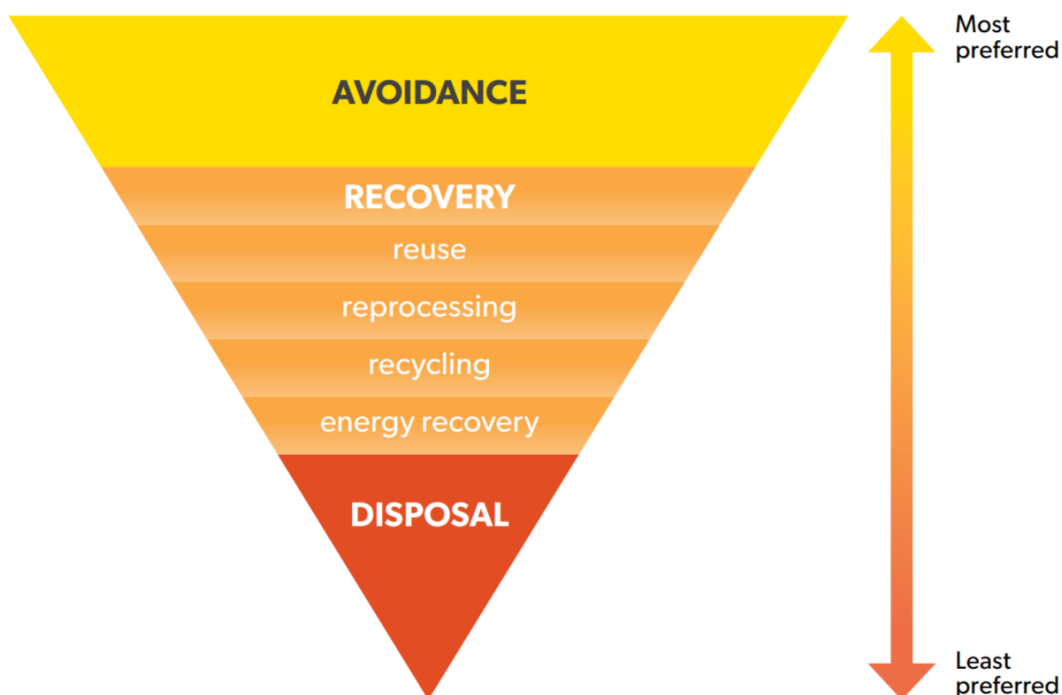 Most
preferred
AVOIDANCE
RECOVERY
reuse
reprocessing
recycling
energy recovery
DISPOSAL
Least
preferred